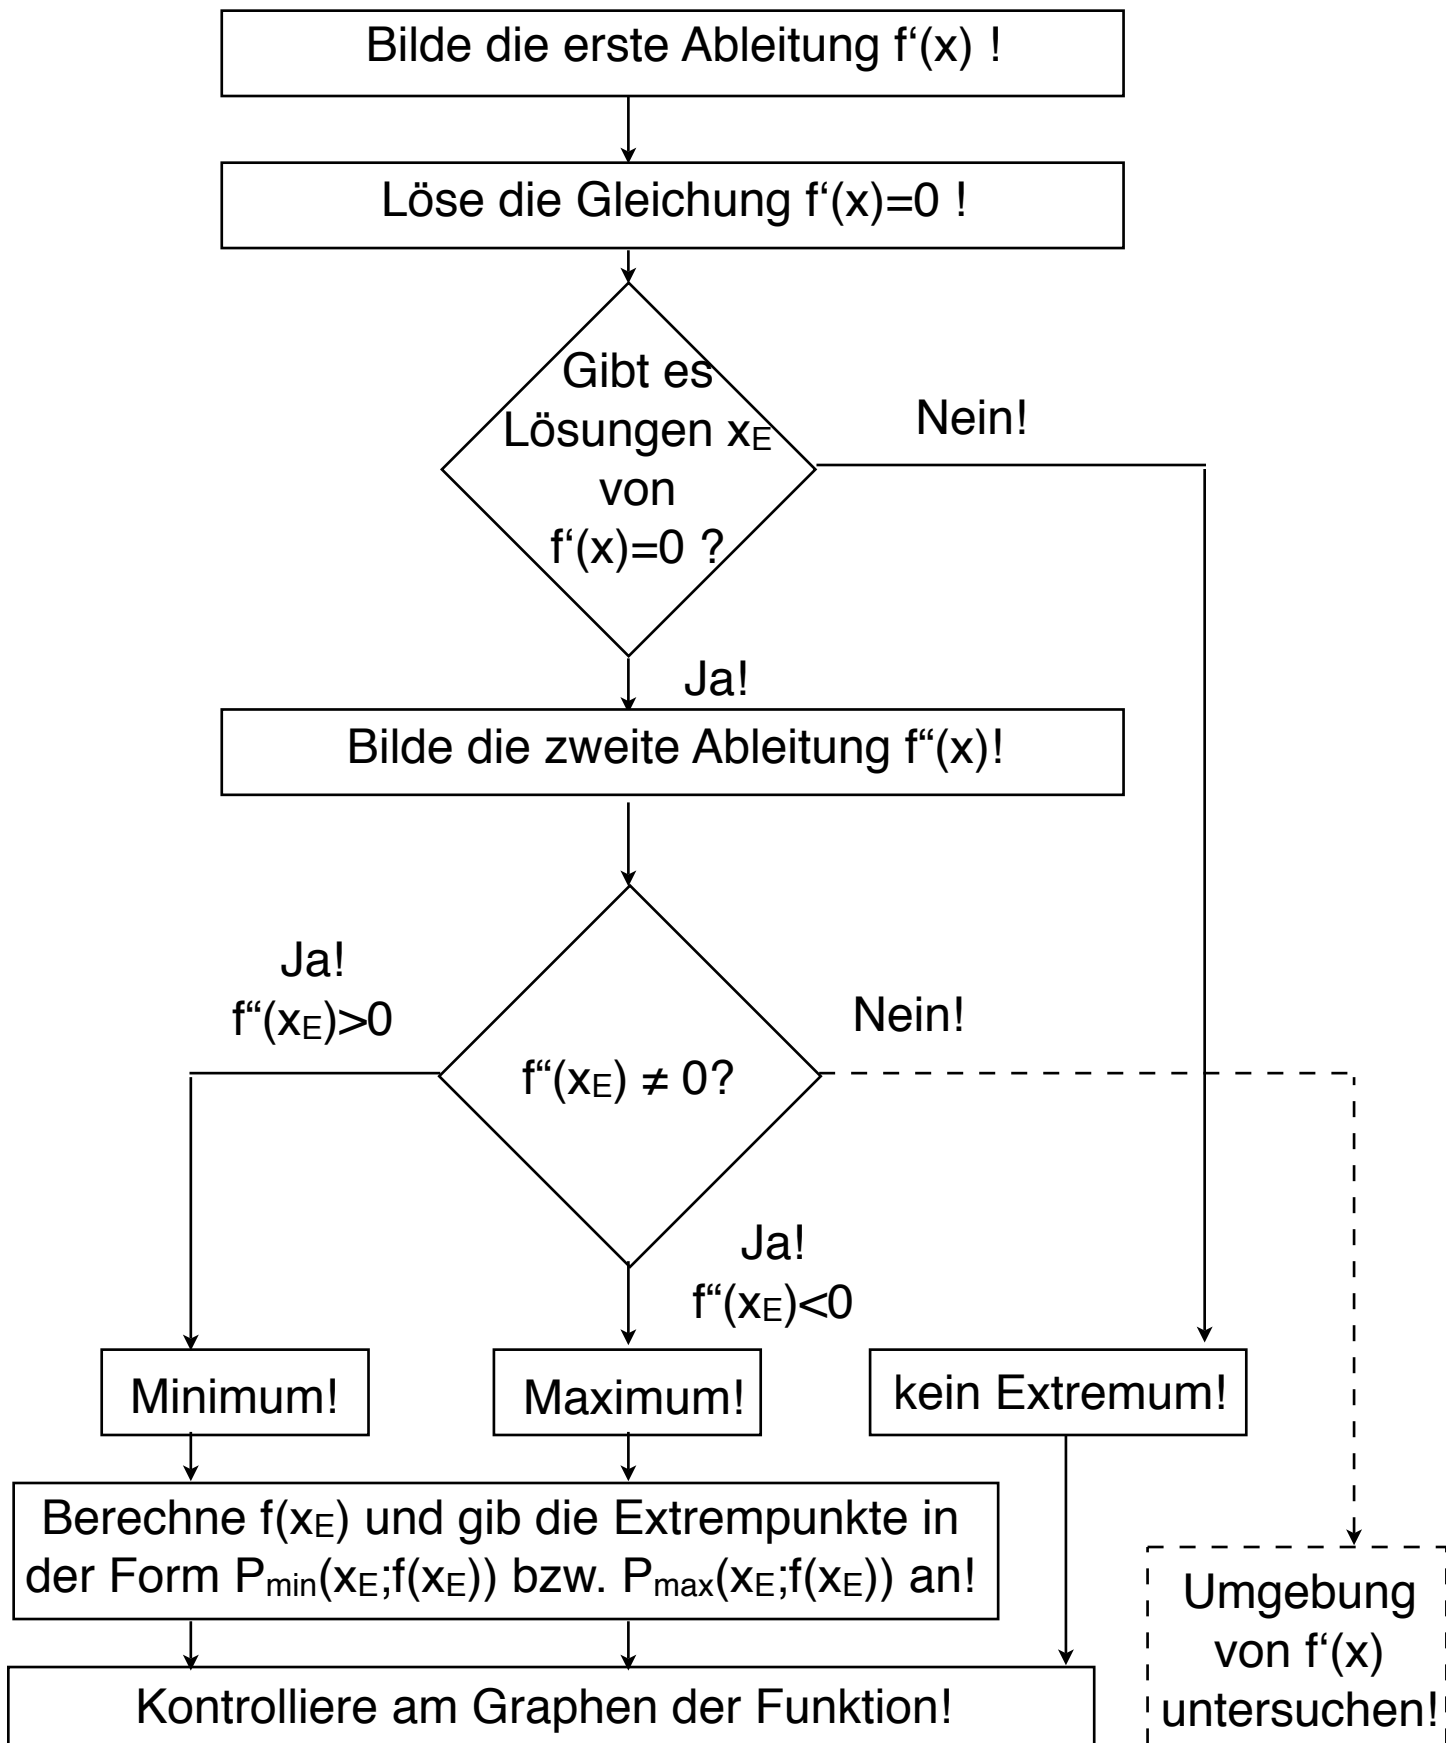 Bilde die erste Ableitung f‘(x) !
Löse die Gleichung f‘(x)=0 !
Gibt es
Lösungen xE
von
f‘(x)=0 ?
Nein!
Ja!
Bilde die zweite Ableitung f“(x)!
Ja!
f“(xE)>0
Nein!
f“(xE) ≠ 0?
Ja!
f“(xE)<0
Minimum!
Maximum!
kein Extremum!
Berechne f(xE) und gib die Extrempunkte in
der Form Pmin(xE;f(xE)) bzw. Pmax(xE;f(xE)) an!
Umgebung
von f‘(x)
untersuchen!
Kontrolliere am Graphen der Funktion!